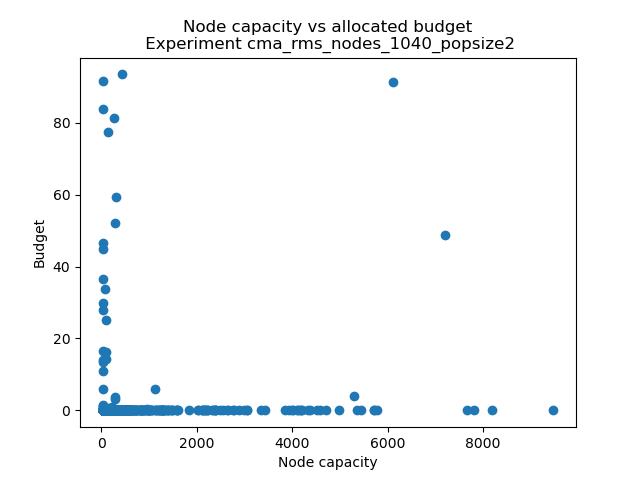 Node capacity vs allocated budget
Experiment cma_rms_nodes_1040_popsize2
80
60
40
20
0
Budget
0 2000 4000 6000 8000
Node capacity